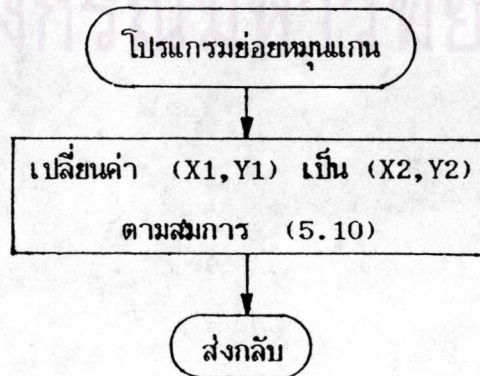 โปรแกรมย่อยหมุนแกน
เปลี่ยนค่า (X1,Y1) เป็น (X2,Y2)
ตามสมการ (5.10)
ส่งกลับ